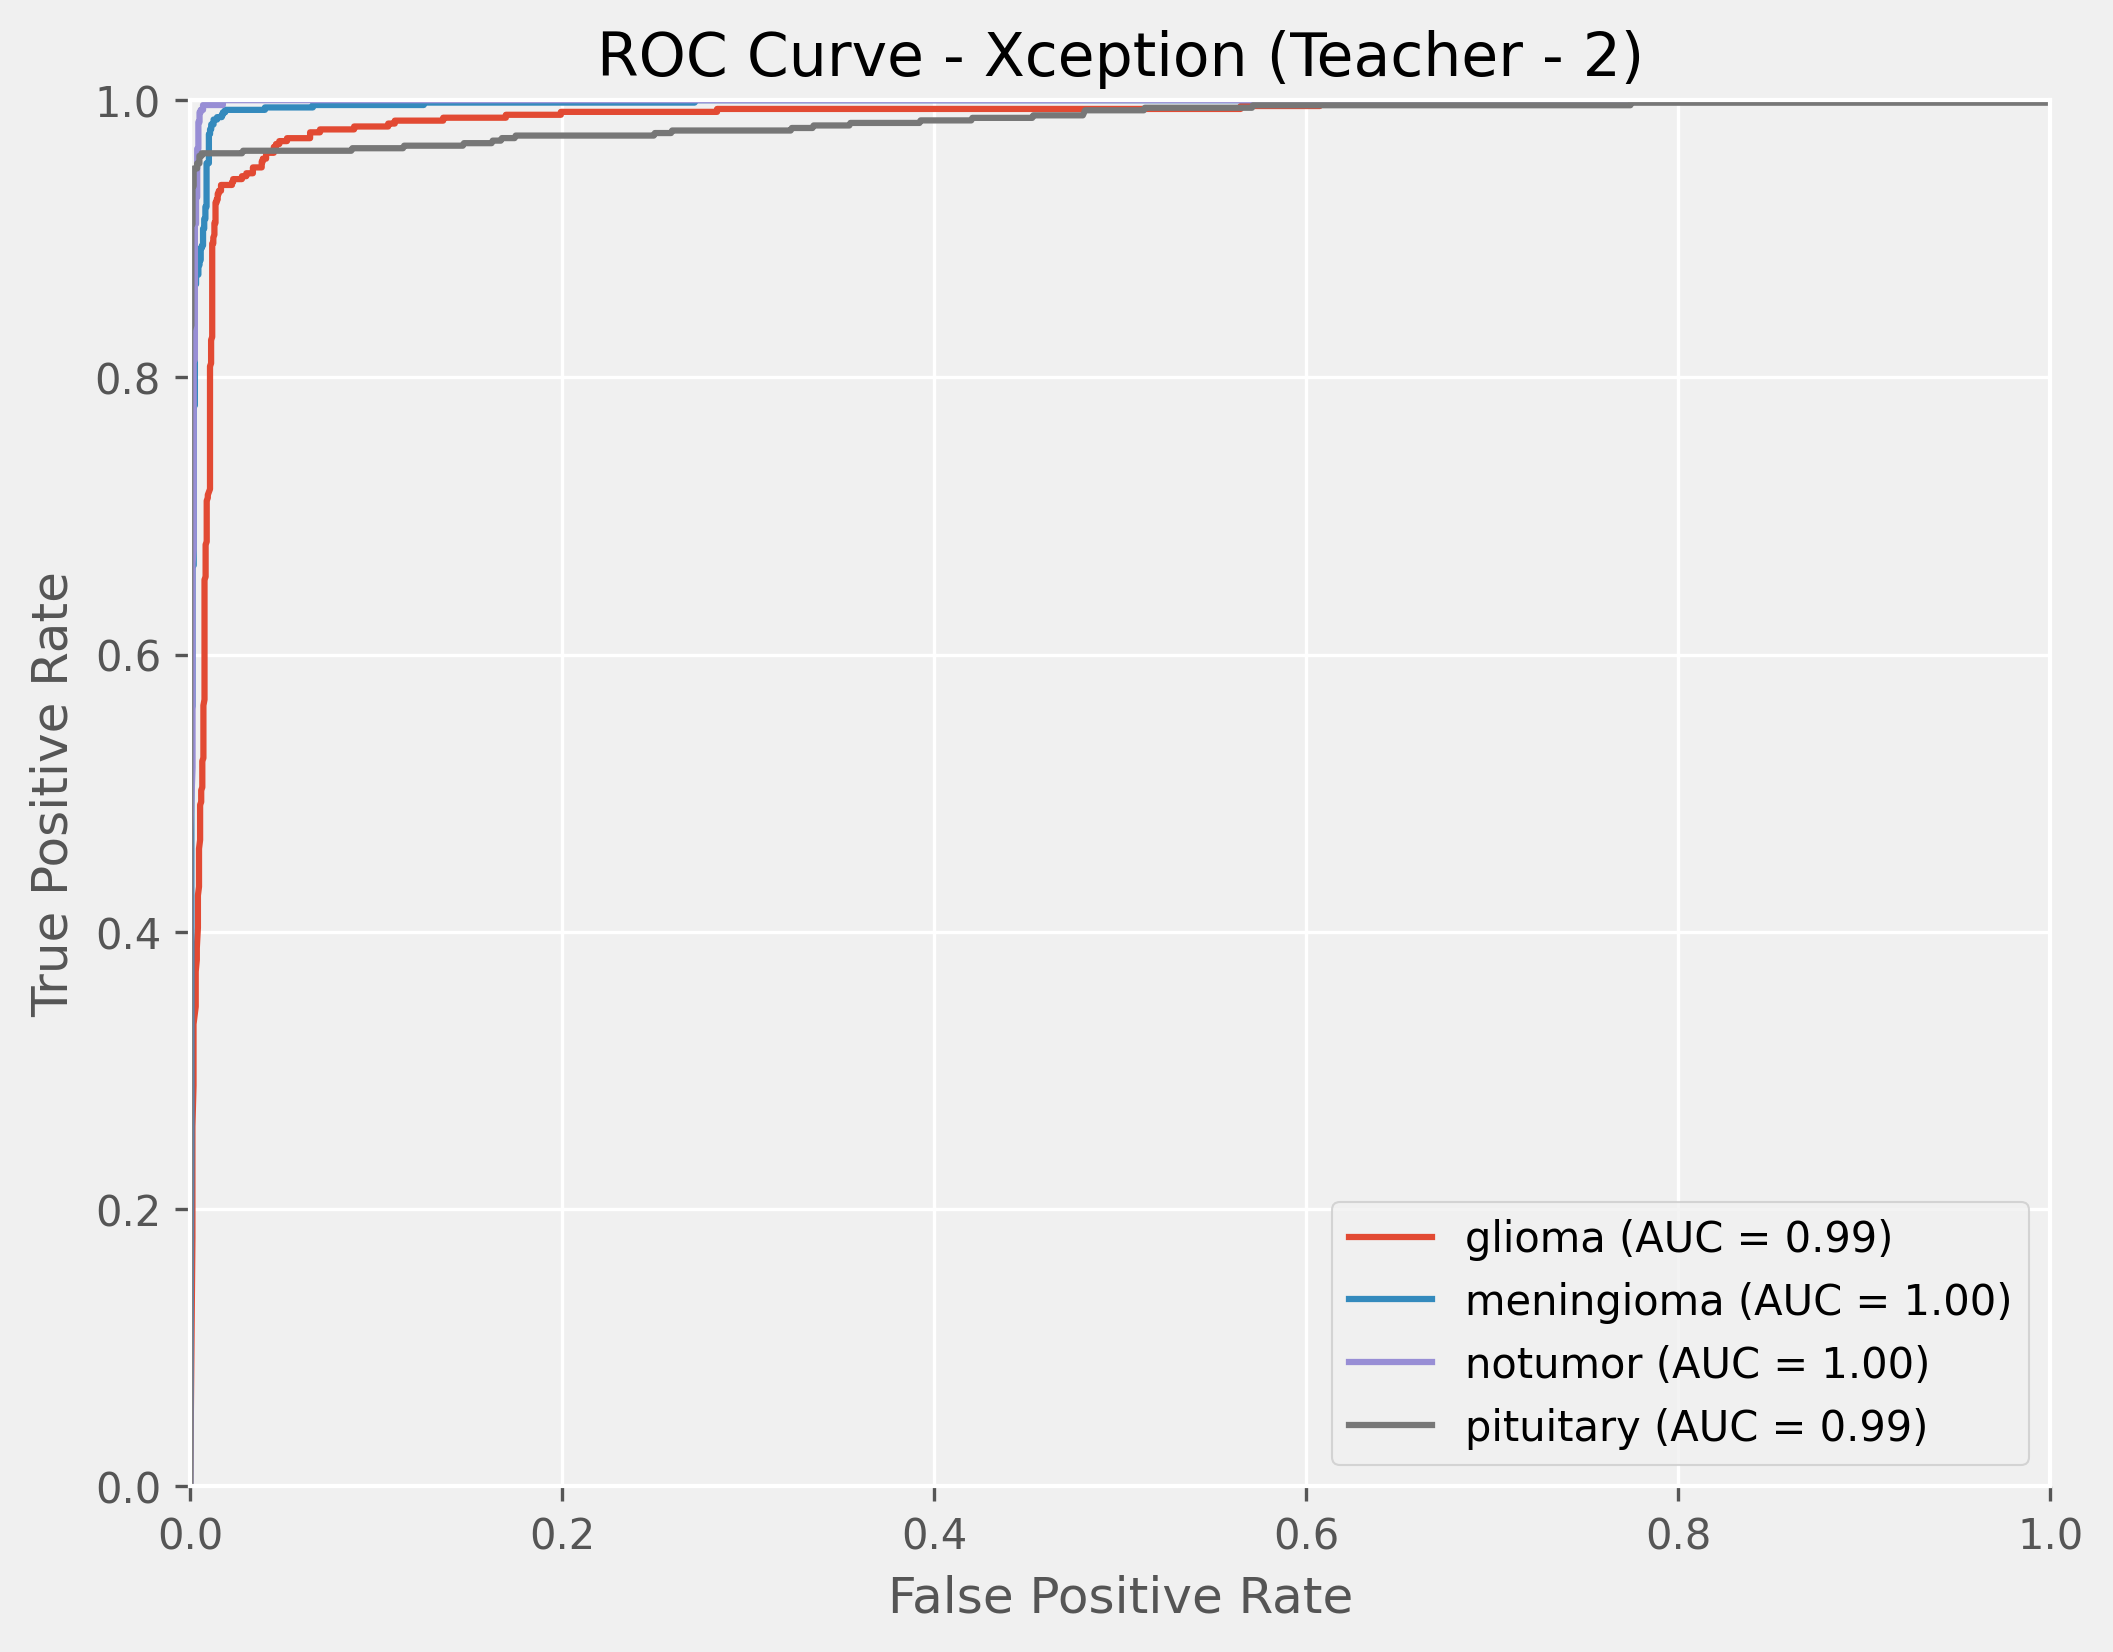 ROC Curve - Xception (Teacher - 2)
True Positive Rate
1.0
0.8
0.6
0.4
0.2
0.0
glioma (AUC = 0.99)
meningioma (AUC = 1.00)
notumor (AUC = 1.00)
pituitary (AUC = 0.99)
0.0 0.2 0.4 0.6 0.8 1.0
False Positive Rate